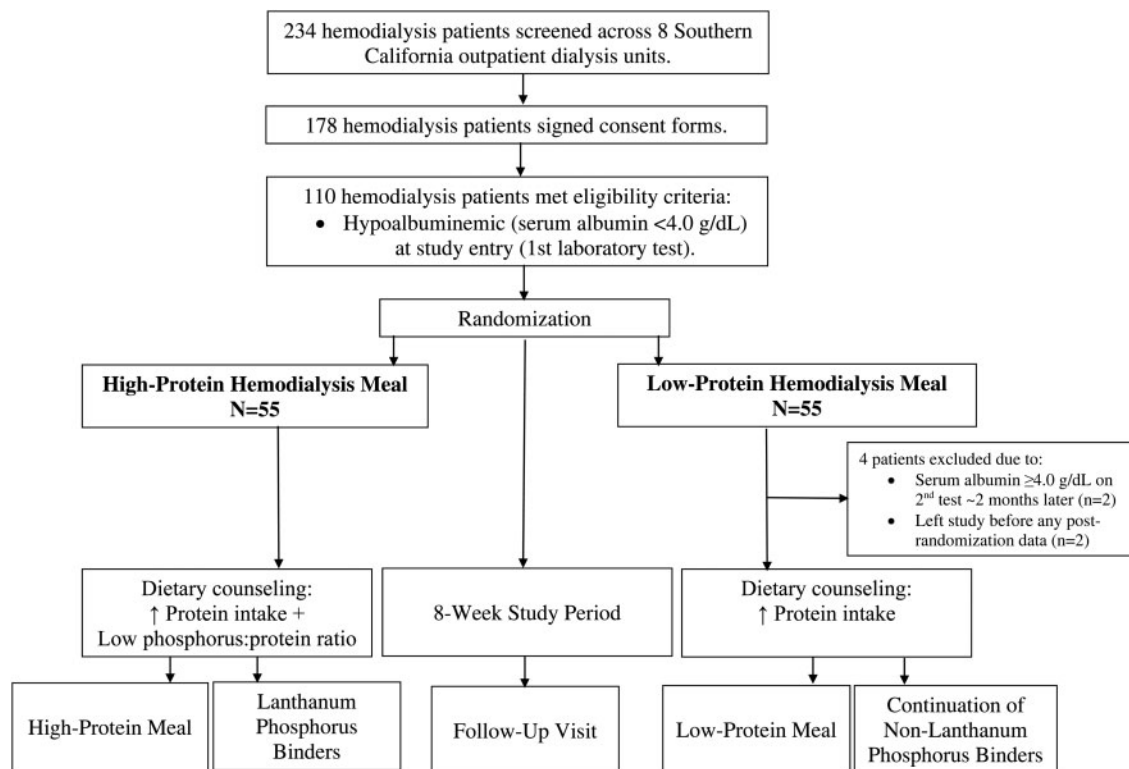 234 hemodialysis patients screened across 8 Southern
California outpatient dialysis units.
178 hemodialysis patients signed consent forms.
110 hemodialysis patients met eligibility criteria:
• Hypoalbuminemic (serum albumin <4.0 g/dL)
at study entry (1st laboratory test).
Randomization
High-Protein Hemodialysis Meal
N=55
Low-Protein Hemodialysis Meal
N=55
4 patients excluded due to:
• Serum albumin ≥4.0 g/dL on
2nd test ~2 months later (n=2)
• Left study before any post-
randomization data (n=2)
Dietary counseling:
↑ Protein intake +
Low phosphorus:protein ratio
8-Week Study Period
Dietary counseling:
↑ Protein intake
High-Protein Meal
Lanthanum
Phosphorus
Binders
Follow-Up Visit
Low-Protein Meal
Continuation of
Non-Lanthanum
Phosphorus Binders